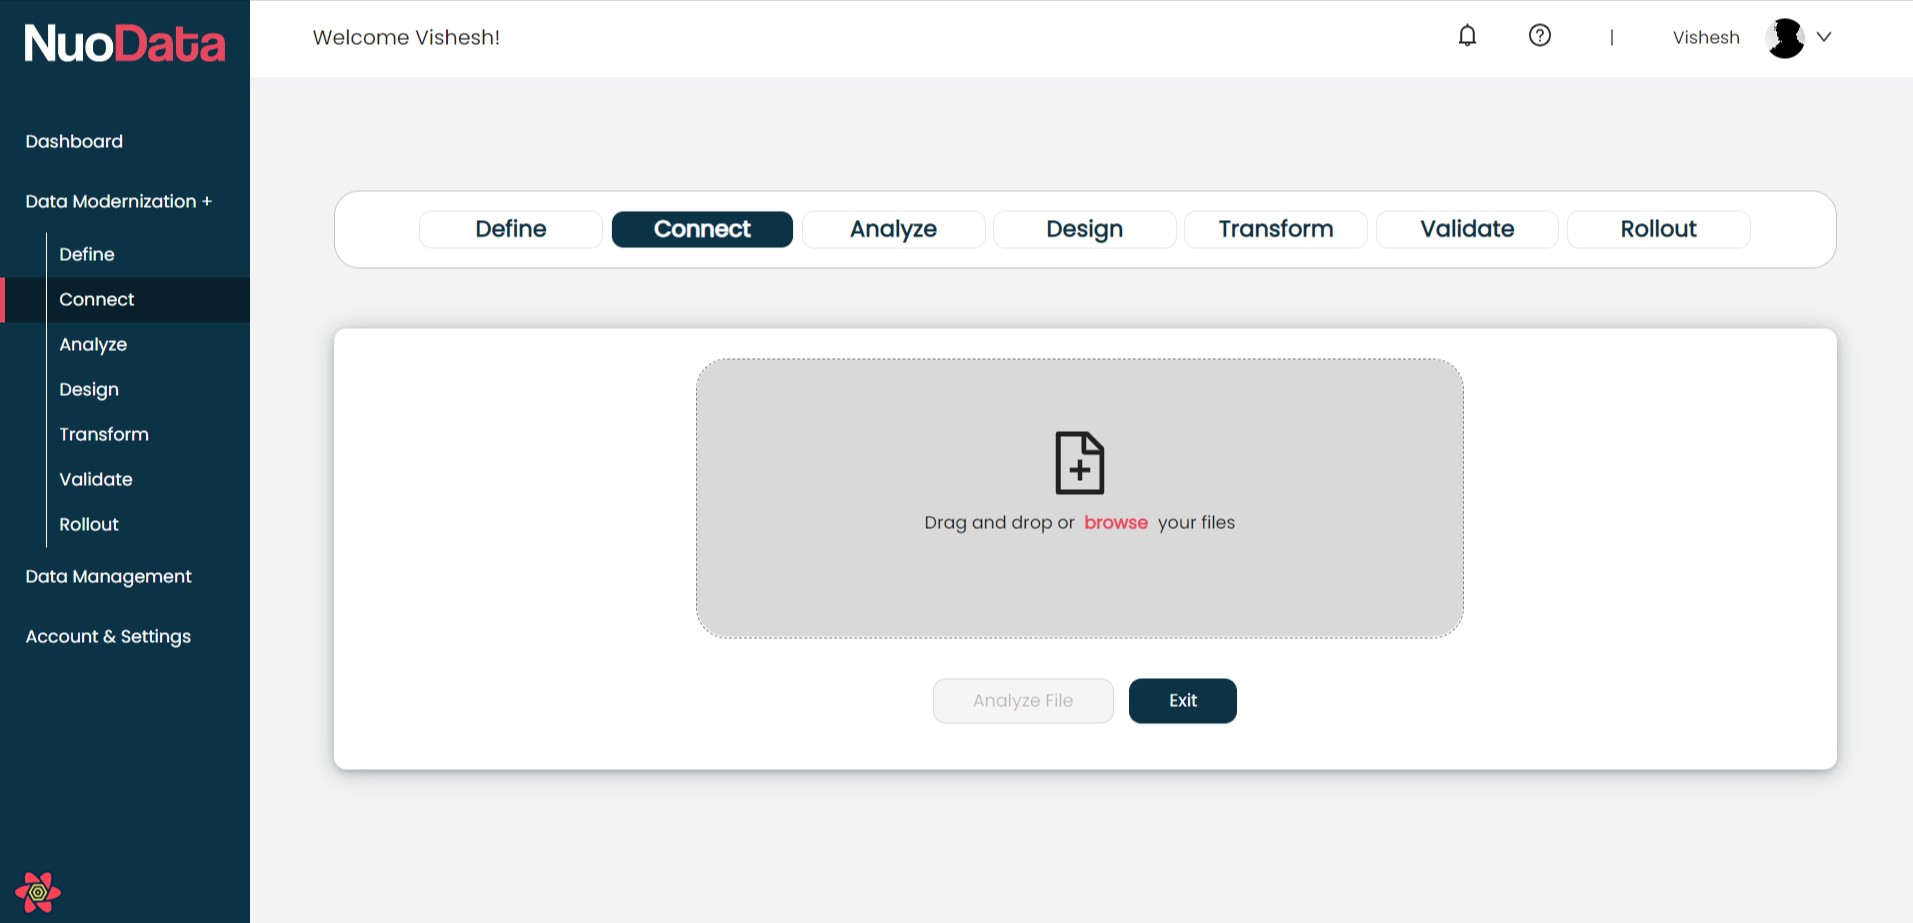 NuoData
Welcome Vishesh!
| Vishesh
Dashboard
Data Modernization +
Define
Connect
Analyze
Design
Transform
Validate
Rollout
Data Management
Account & Settings
Define Connect Analyze Design Transform Validate Rollout
Drag and drop or browse your files
Analyze File Exit